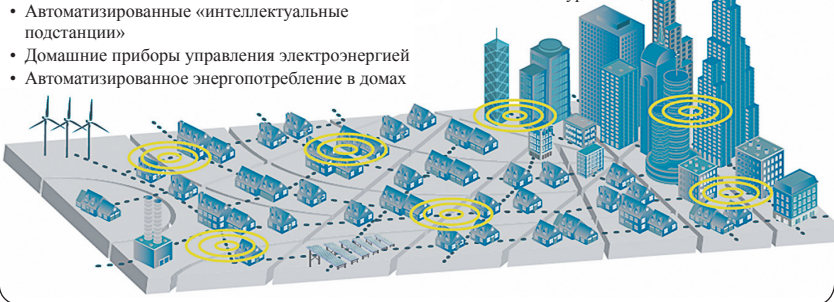 • Автоматизированные «интеллектуальные
подстанции»
• Домашние приборы управления электроэнергией
• Автоматизированное энергопотребление в домах